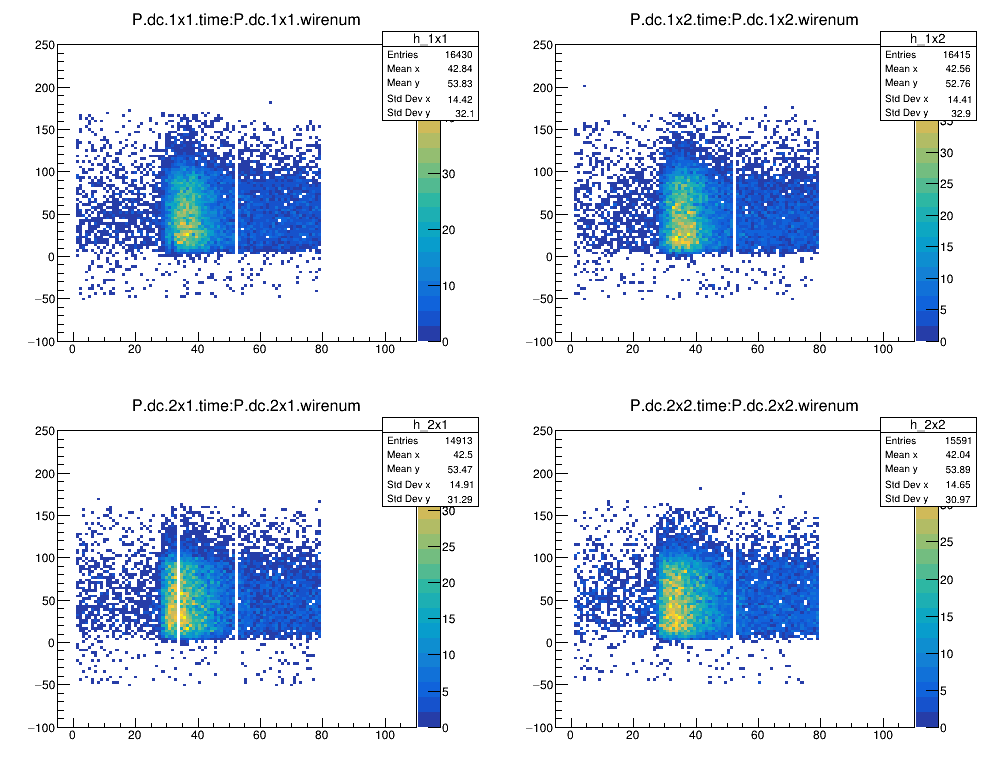 P.dc.1x1.time:P.dc.1x1.wirenum
h_1x1
Entries 16430
Mean x 42.84
Mean y 53.83
Std Dev x 14.42
Std Dev y 32.1
250
200
150
100
50
0
−50
−100
0 20 40 60 80 100
30
20
10
0
P.dc.1x2.time:P.dc.1x2.wirenum
h_1x2
Entries 16415
Mean x 42.56
Mean y 52.76
Std Dev x 14.41
Std Dev y 32.9
250
200
150
100
50
0
−50
−100
0 20 40 60 80 100
35
30
25
20
15
10
5
0
P.dc.2x1.time:P.dc.2x1.wirenum
h_2x1
Entries 14913
Mean x 42.5
Mean y 53.47
Std Dev x 14.91
Std Dev y 31.29
250
200
150
100
50
0
−50
−100
0 20 40 60 80 100
30
25
20
15
10
5
0
P.dc.2x2.time:P.dc.2x2.wirenum
h_2x2
Entries 15591
Mean x 42.04
Mean y 53.89
Std Dev x 14.65
Std Dev y 30.97
250
200
150
100
50
0
−50
−100
0 20 40 60 80 100
25
20
15
10
5
0